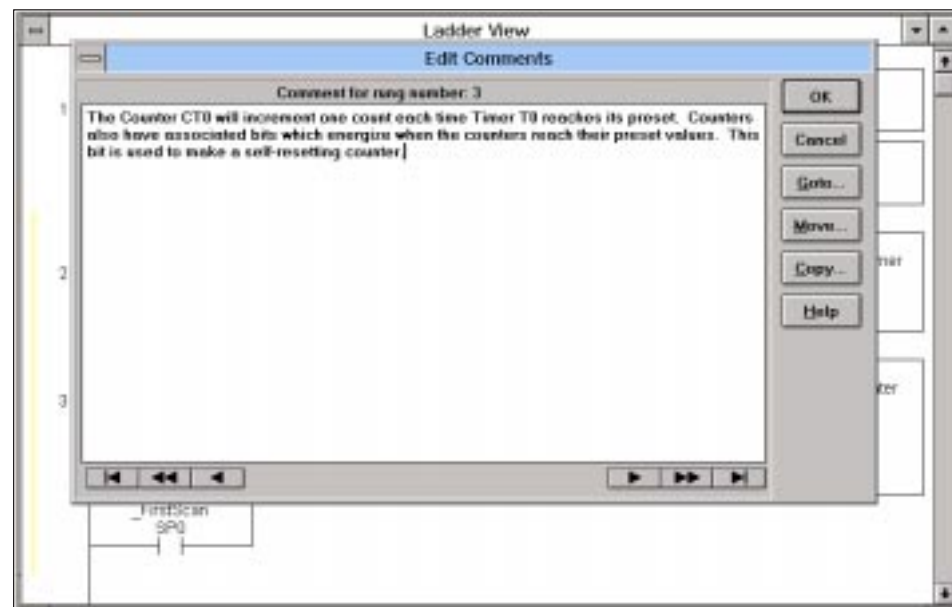 Ladder View
Edit Comments
Comment for rung number: 3
The Counter CT0 will increment one count each time Timer T0 reaches its preset. Counters
also have associated bits which energize when the counters reach their preset values. This
bit is used to make a self-resetting counter.
OK
Cancel
Goto...
Move...
Copy...
Help
1
2
mer
3
ter
_FirstScan
SP0